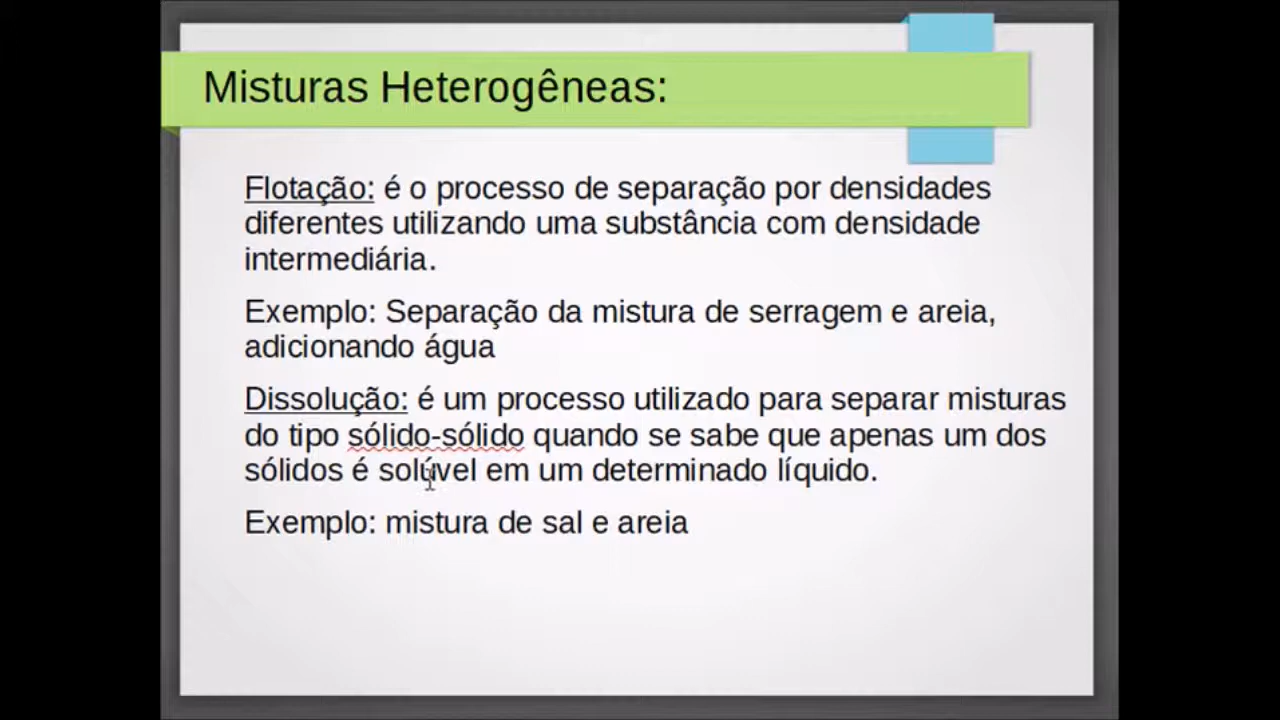 Misturas Heterogêneas:
Flotação: é o processo de separação por densidades
diferentes utilizando uma substância com densidade
intermediária.
Exemplo: Separação da mistura de serragem e areia,
adicionando água
Dissolução: é um processo utilizado para separar misturas
do tipo sólido-sólido quando se sabe que apenas um dos
sólidos é solúvel em um determinado líquido.
Exemplo: mistura de sal e areia